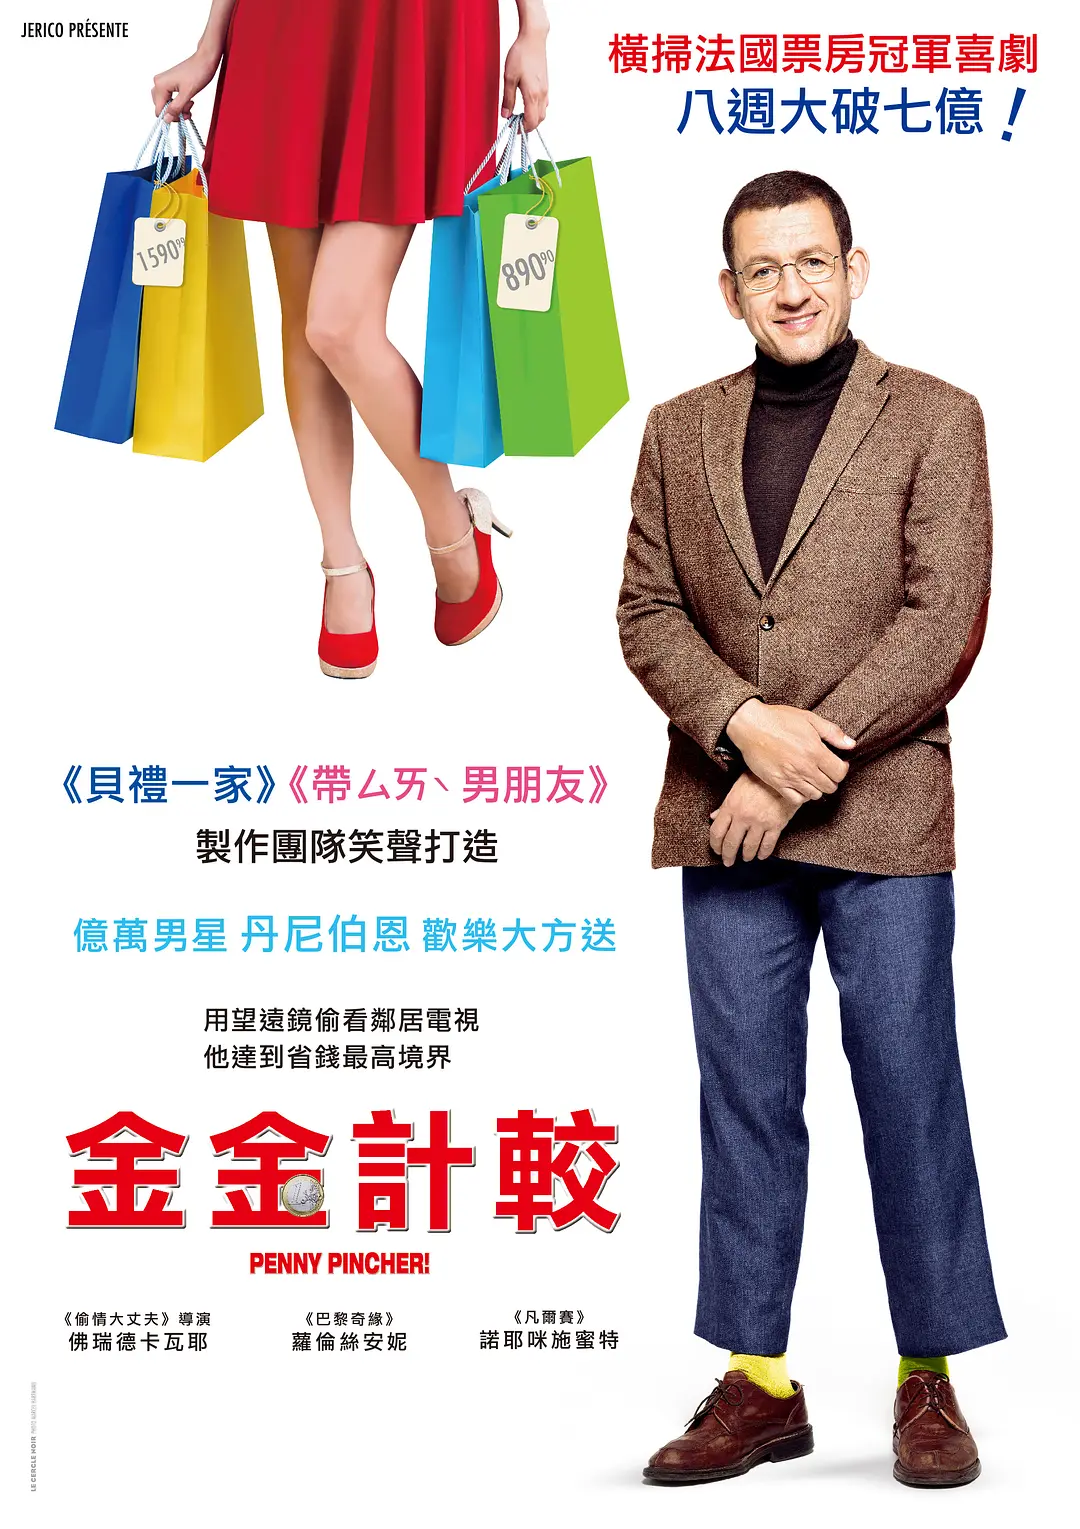 JERICO PRÉSENTE
橫掃法國票房冠軍喜劇
八週大破七億！
1590⁹⁹
890⁹⁰
《貝禮一家》《帶ㄙㄞˋ男朋友》
製作團隊笑聲打造
億萬男星 丹尼伯恩 歡樂大方送
用望遠鏡偷看鄰居電視
他達到省錢最高境界
金金計較
PENNY PINCHER!
《偷情大丈夫》導演
佛瑞德卡瓦耶
《巴黎奇緣》
蘿倫絲安妮
《凡爾賽》
諾耶咪施蜜特
LE CERCLE NOIR